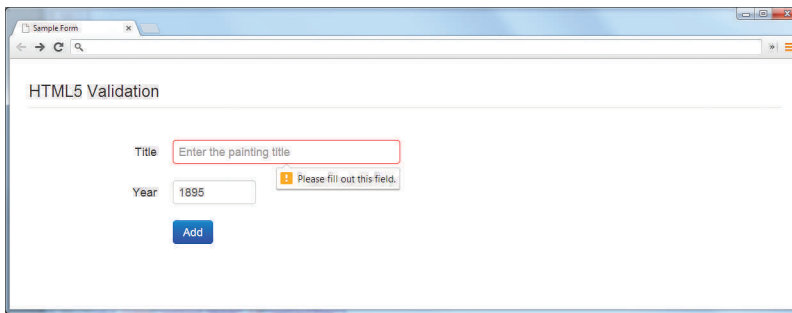 Sample Form
HTML5 Validation
Title Enter the painting title
Please fill out this field.
Year 1895
Add